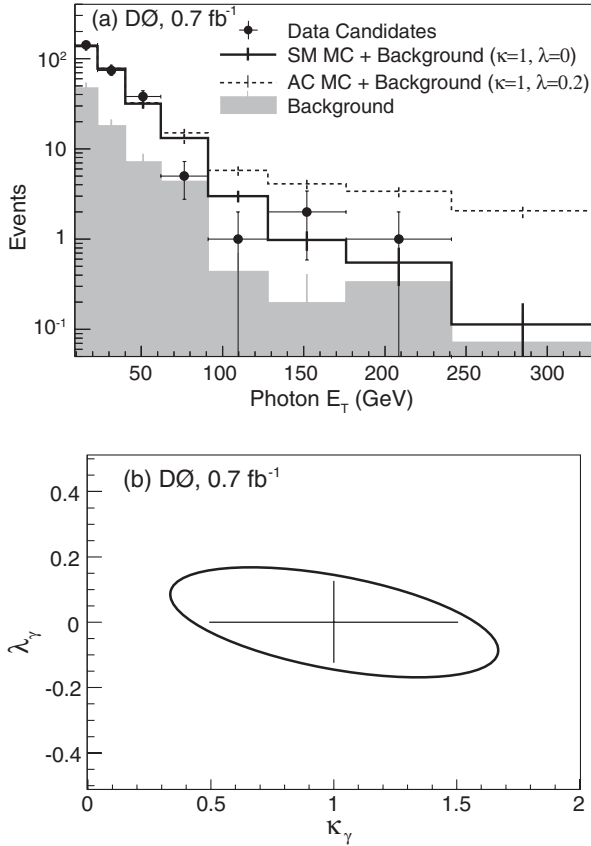 (a) DØ, 0.7 fb⁻¹
Data Candidates
SM MC + Background (κ=1, λ=0)
AC MC + Background (κ=1, λ=0.2)
Background
Events
10²
10
1
10⁻¹
50 100 150 200 250 300
Photon E_T (GeV)
(b) DØ, 0.7 fb⁻¹
λ_γ
0.4
0.2
0
-0.2
-0.4
0 0.5 1 1.5 2
κ_γ